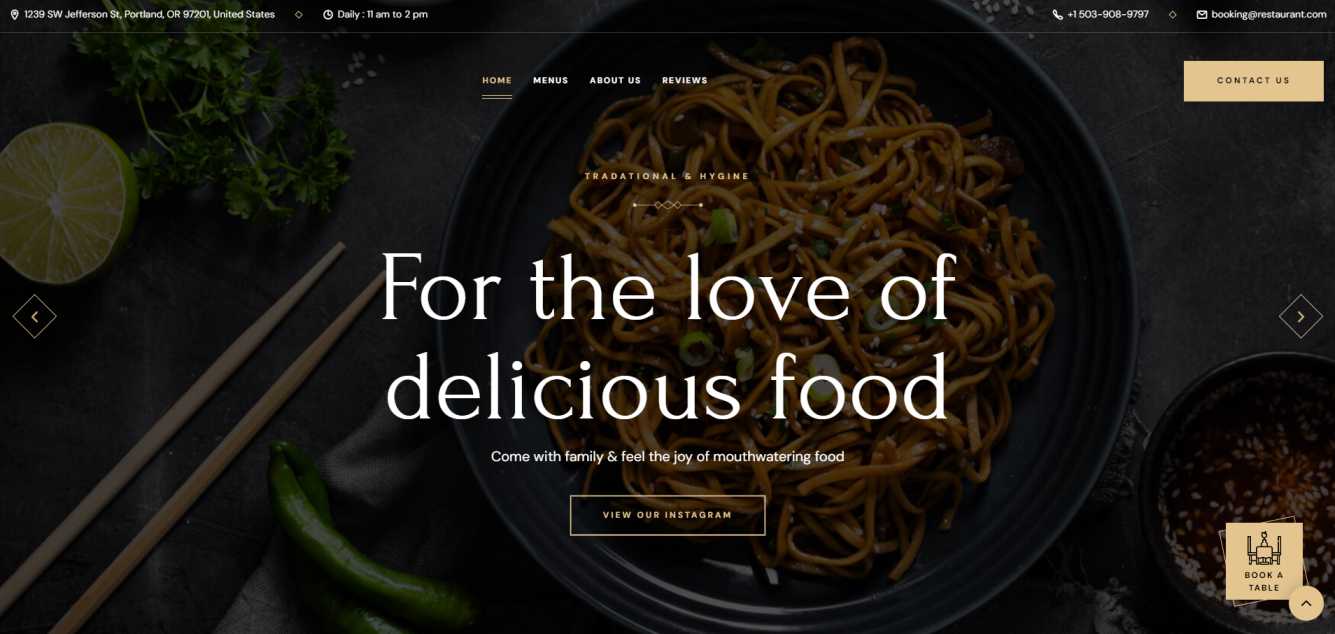 1239 SW Jefferson St, Portland, OR 97201, United States
Daily : 11 am to 2 pm
+1 503-908-9797
booking@restaurant.com
HOME
MENUS
ABOUT US
REVIEWS
CONTACT US
TRADATIONAL & HYGINE
For the love of
delicious food
Come with family & feel the joy of mouthwatering food
VIEW OUR INSTAGRAM
BOOK A
TABLE